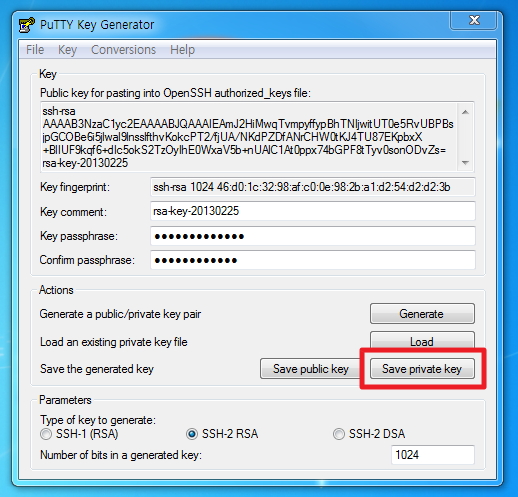 PuTTY Key Generator
File Key Conversions Help
Key
Public key for pasting into OpenSSH authorized_keys file:
ssh-rsa
AAAAB3NzaC1yc2EAAAABJQAAAIEAmJ2HiMwqTvmpyffypBhTNIjwitUT0e5RvUBPBs
jpGCOBe6i5jlwaI9InsslfthvKokcPT2/fjUA/NKdPZDfANrCHW0tKJ4TU87EKpbxX
+BIIUF9kqf6+dIc5okS2TzOylhE0WxaV5b+nUAIC1At0ppx74bGPF8tTyv0sonODvZs=
rsa-key-20130225
Key fingerprint: ssh-rsa 1024 46:d0:1c:32:98:af:c0:0e:98:2b:a1:d2:54:d2:d2:3b
Key comment: rsa-key-20130225
Key passphrase: ●●●●●●●●●●●●●
Confirm passphrase: ●●●●●●●●●●●●
Actions
Generate a public/private key pair Generate
Load an existing private key file Load
Save the generated key Save public key Save private key
Parameters
Type of key to generate:
SSH-1 (RSA) SSH-2 RSA SSH-2 DSA
Number of bits in a generated key: 1024